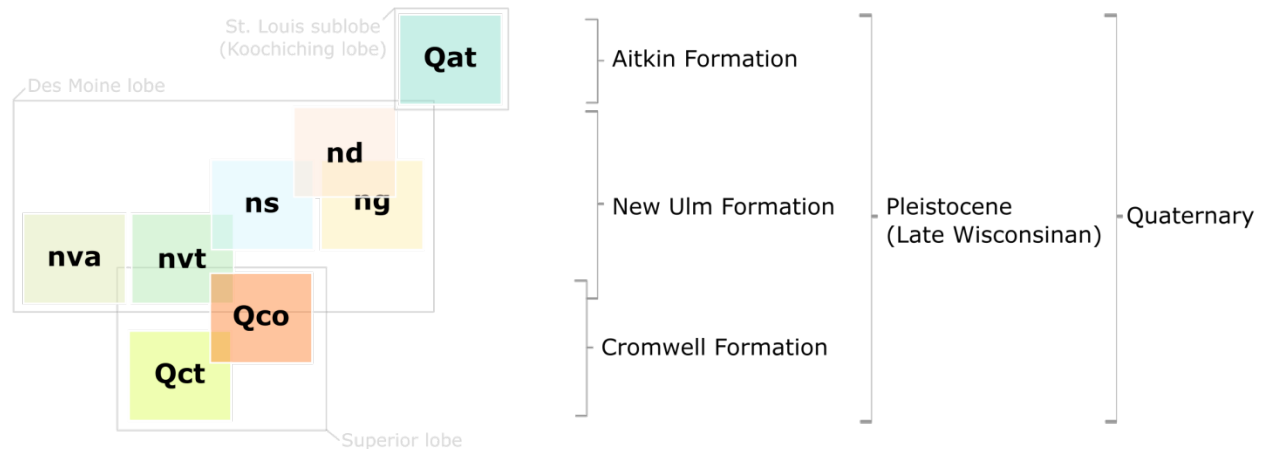 St. Louis sublobe
(Koochiching lobe)
Qat
Aitkin Formation
Des Moine lobe
nd
ns
ng
New Ulm Formation
Pleistocene
(Late Wisconsinan)
Quaternary
nva
nvt
Qco
Cromwell Formation
Qct
Superior lobe